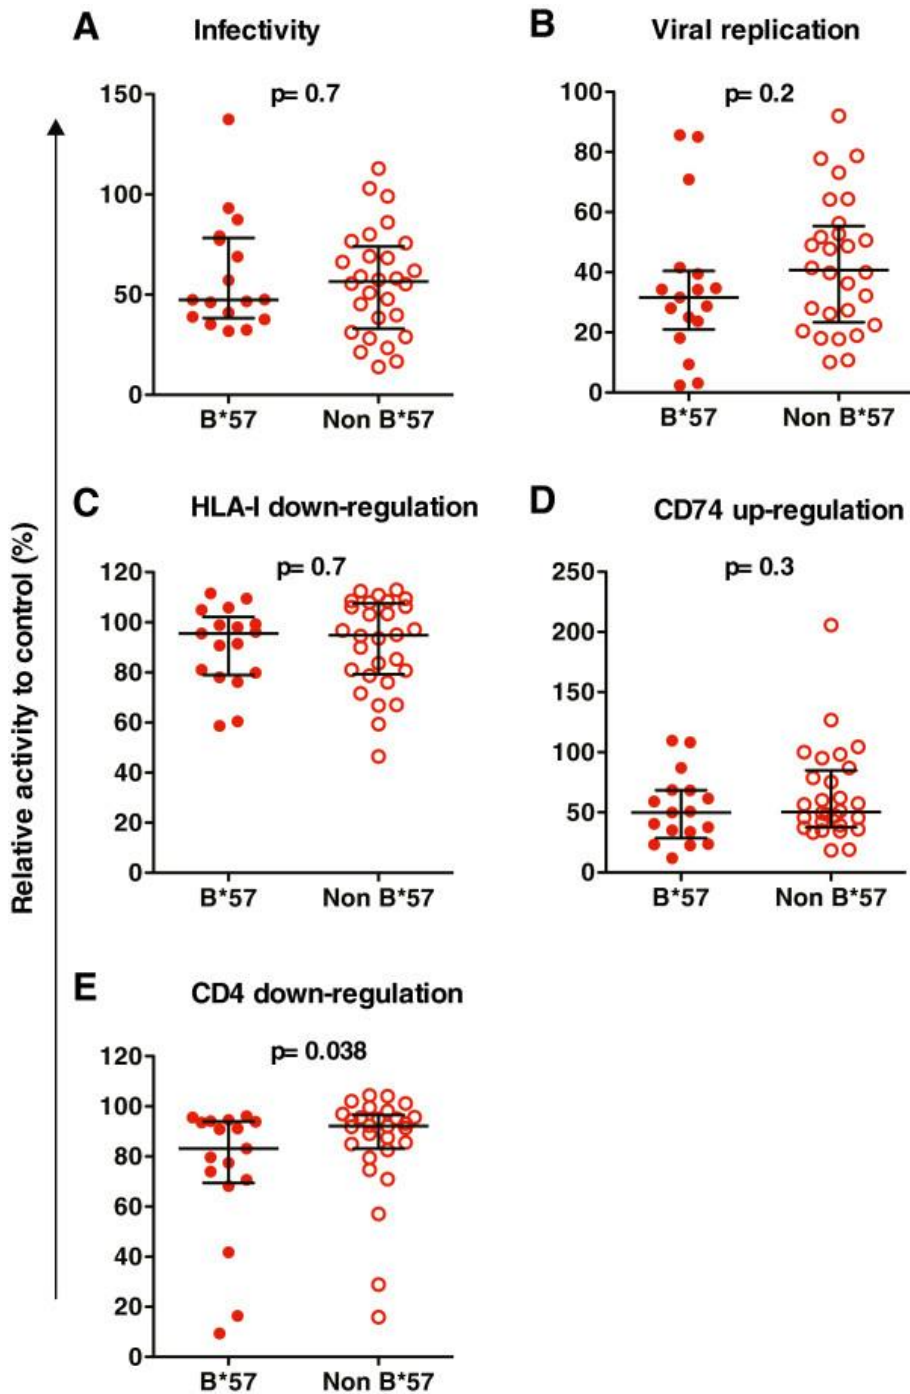 A Infectivity
p= 0.7
150
100
50
0
B*57 Non B*57
B Viral replication
p= 0.2
100
80
60
40
20
0
B*57 Non B*57
Relative activity to control (%)
C HLA-I down-regulation
p= 0.7
120
100
80
60
40
20
0
B*57 Non B*57
D CD74 up-regulation
p= 0.3
250
200
150
100
50
0
B*57 Non B*57
E CD4 down-regulation
p= 0.038
120
100
80
60
40
20
0
B*57 Non B*57